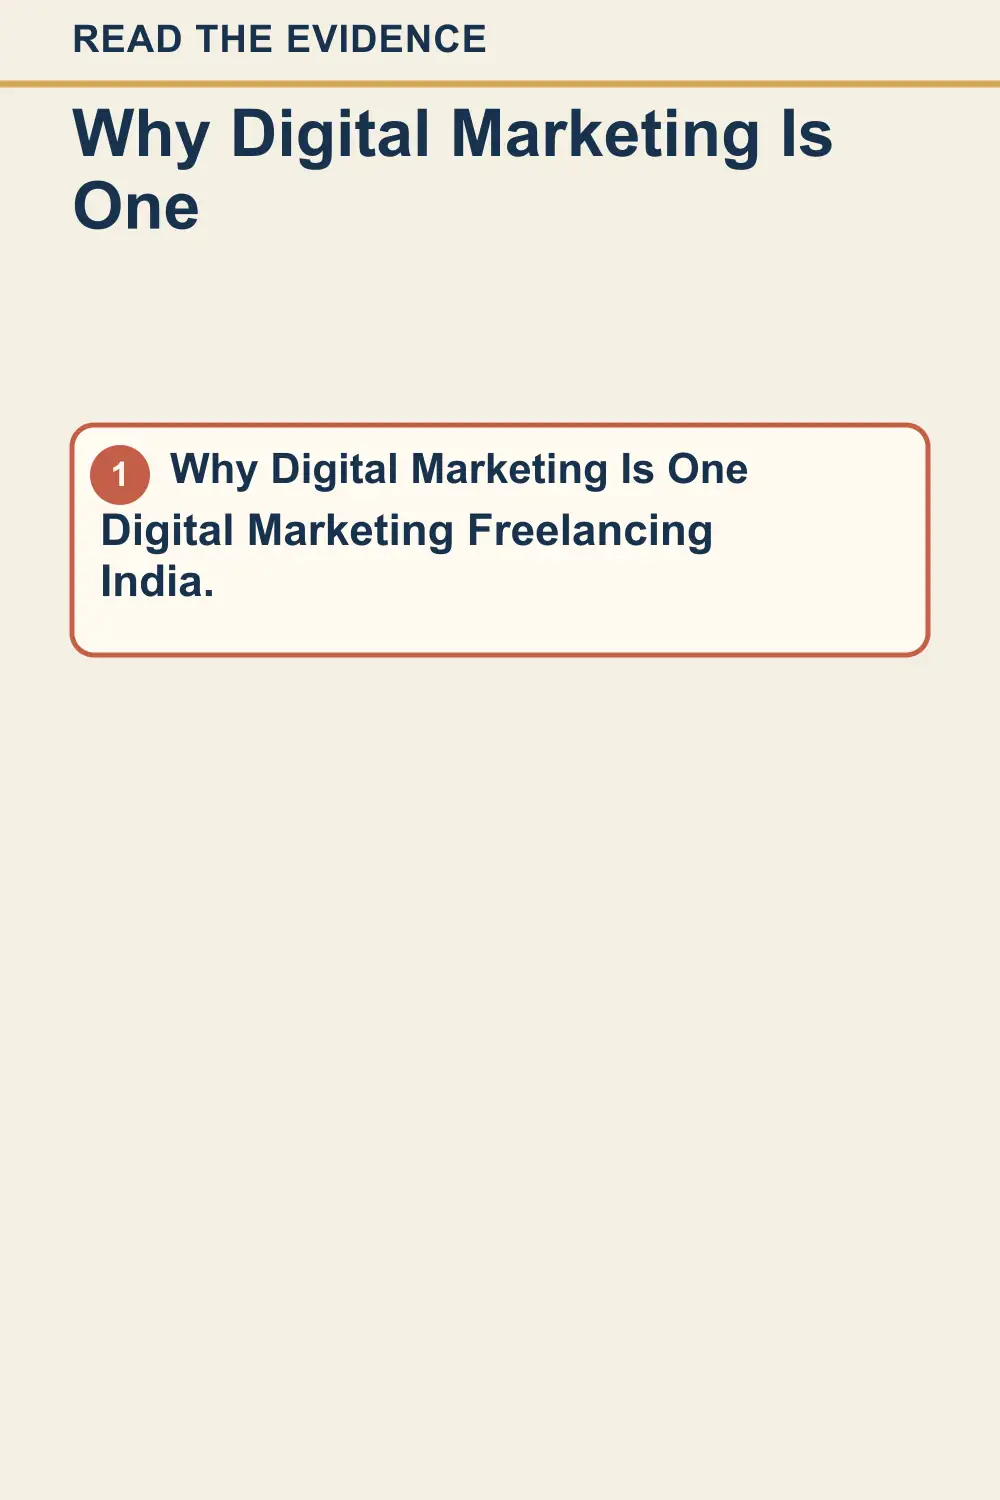 READ THE EVIDENCE
Why Digital Marketing Is
One
1 Why Digital Marketing Is One
Digital Marketing Freelancing
India.